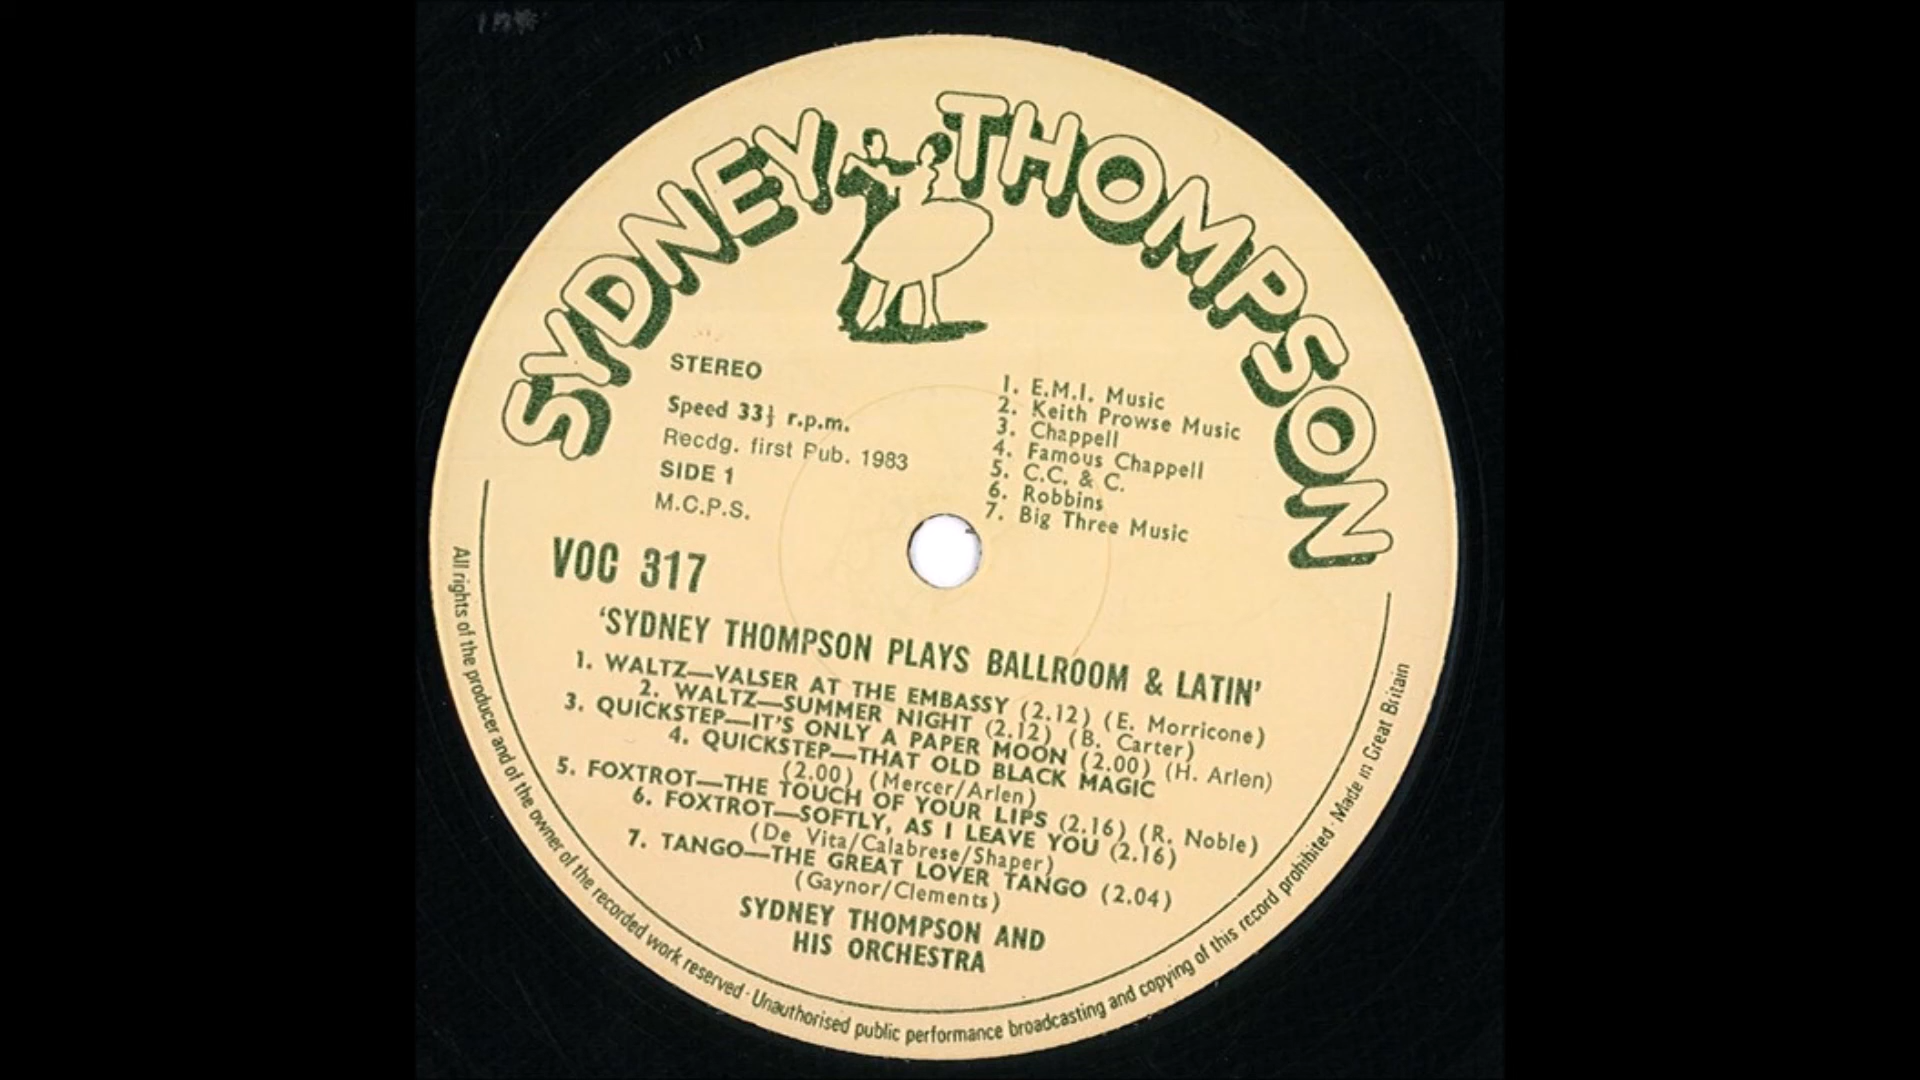 SYDNEY THOMPSON
STEREO
Speed 33⅓ r.p.m.
Recdg. first Pub. 1983
SIDE 1
M.C.P.S.
1. E.M.I. Music
2. Keith Prowse Music
3. Chappell
4. Famous Chappell
5. C.C. & C.
6. Robbins
7. Big Three Music
VOC 317
'SYDNEY THOMPSON PLAYS BALLROOM & LATIN'
1. WALTZ—VALSER AT THE EMBASSY (2.12) (E. Morricone)
2. WALTZ—SUMMER NIGHT (2.12) (B. Carter)
3. QUICKSTEP—IT'S ONLY A PAPER MOON (2.00) (H. Arlen)
4. QUICKSTEP—THAT OLD BLACK MAGIC
(2.00) (Mercer/Arlen)
5. FOXTROT—THE TOUCH OF YOUR LIPS (2.16) (R. Noble)
6. FOXTROT—SOFTLY, AS I LEAVE YOU (2.16)
(De Vita/Calabrese/Shaper)
7. TANGO—THE GREAT LOVER TANGO (2.04)
(Gaynor/Clements)
SYDNEY THOMPSON AND
HIS ORCHESTRA
All rights of the producer and of the owner of the recorded work reserved · Unauthorised public performance broadcasting and copying of this record prohibited · Made in Great Britain